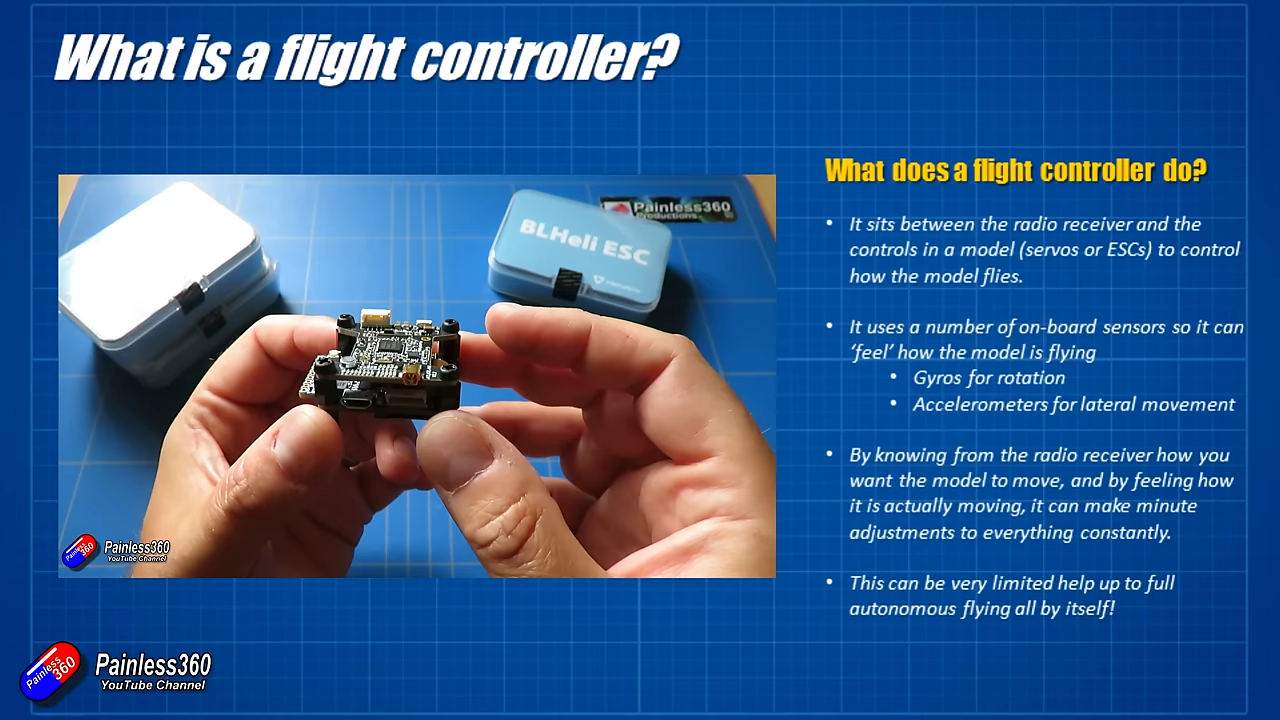 What is a flight controller?
What does a flight controller do?
• It sits between the radio receiver and the
controls in a model (servos or ESCs) to control
how the model flies.
• It uses a number of on-board sensors so it can
‘feel’ how the model is flying
• Gyros for rotation
• Accelerometers for lateral movement
• By knowing from the radio receiver how you
want the model to move, and by feeling how
it is actually moving, it can make minute
adjustments to everything constantly.
• This can be very limited help up to full
autonomous flying all by itself!
Painless360
Productions
BLHeli ESC
Painless360
Painless360
YouTube Channel
Painless360
Painless360
YouTube Channel